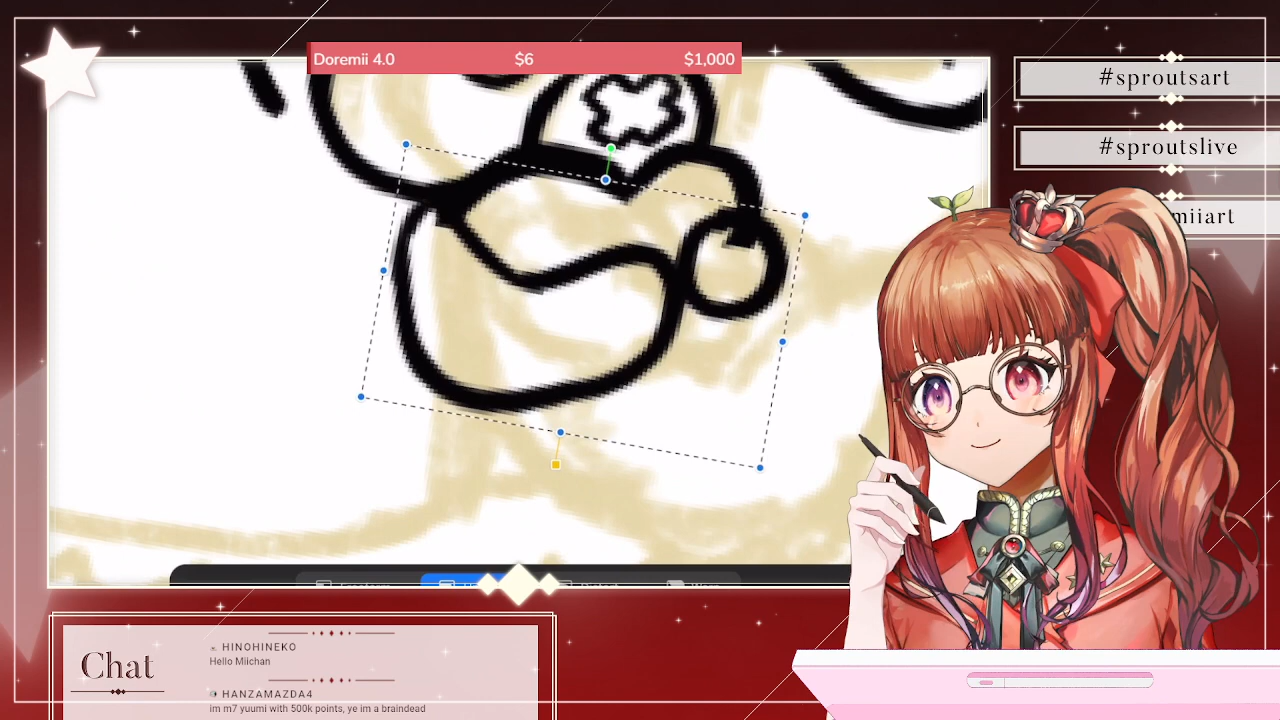 Doremii 4.0 $6 $1,000
#sproutsart
#sproutslive
miiart
Chat
HINOHINEKO
Hello Miichan
HANZAMAZDA4
im m7 yuumi with 500k points, ye im a braindead